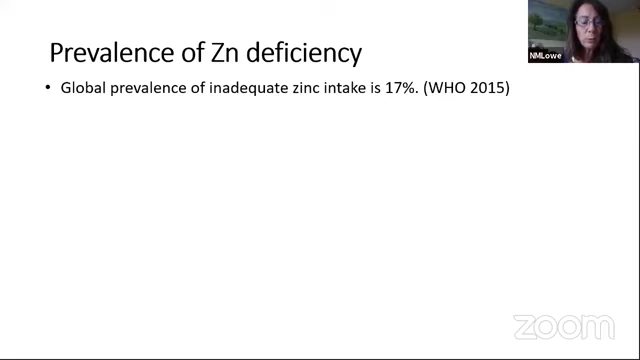 Prevalence of Zn deficiency
• Global prevalence of inadequate zinc intake is 17%. (WHO 2015)
NMLowe
zoom